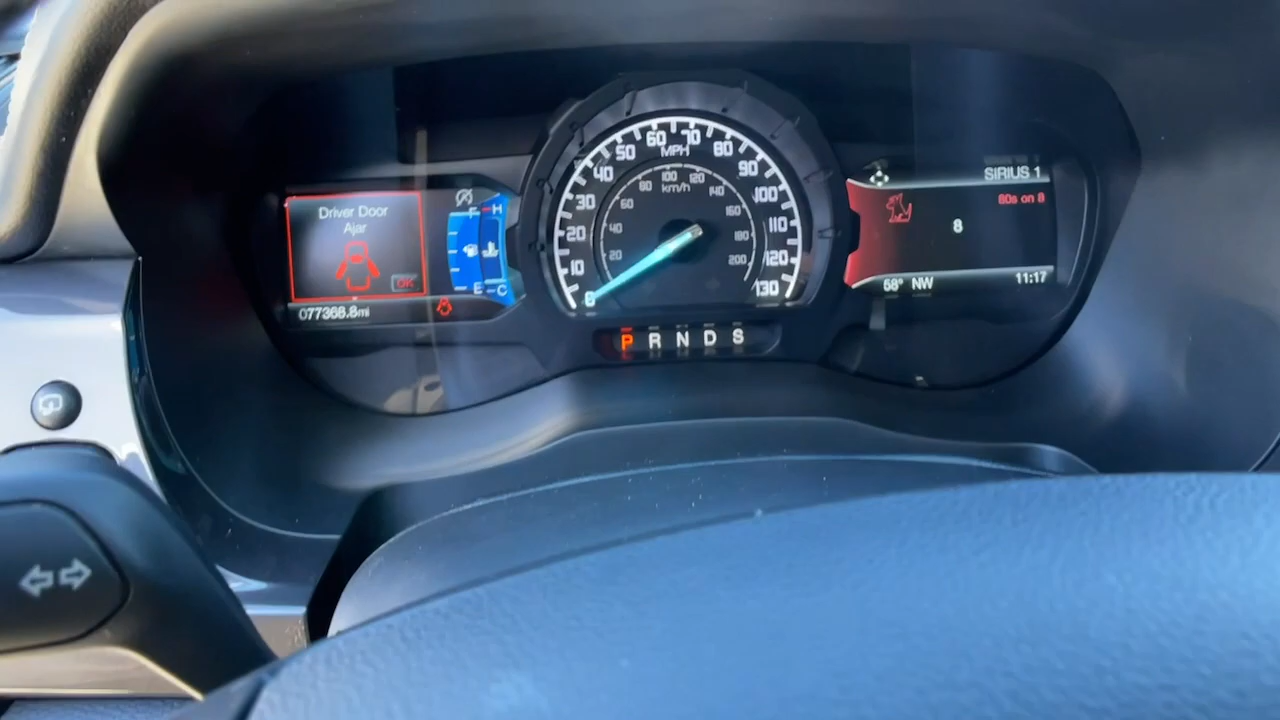 Driver Door
Ajar
OK
077368.8mi
F
H
E
C
0
10
20
30
40
50
60
70
80
90
100
110
120
130
MPH
20
40
60
80
100
120
140
160
180
200
km/h
P R N D S
SIRIUS 1
80s on 8
8
58° NW
11:17